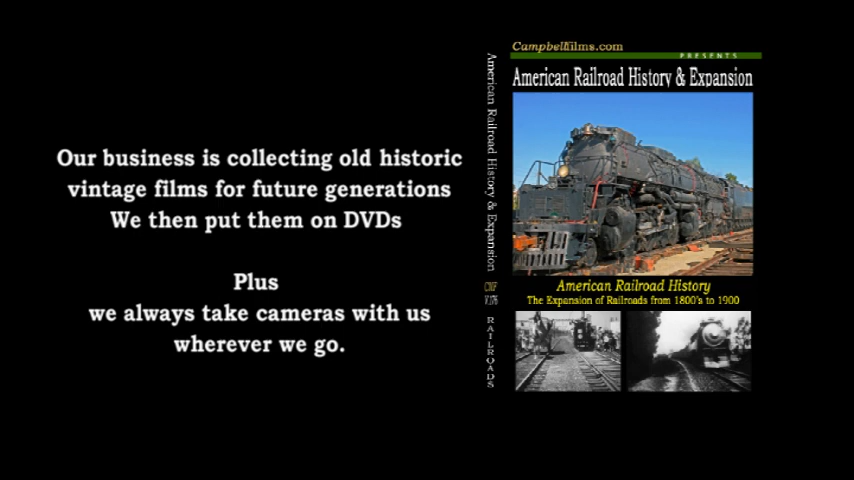 Our business is collecting old historic
vintage films for future generations
We then put them on DVDs
Plus
we always take cameras with us
wherever we go.
American Railroad History & Expansion
RAILROADS
Campbellfilms.com
PRESENTS
American Railroad History & Expansion
American Railroad History
The Expansion of Railroads from 1800's to 1900